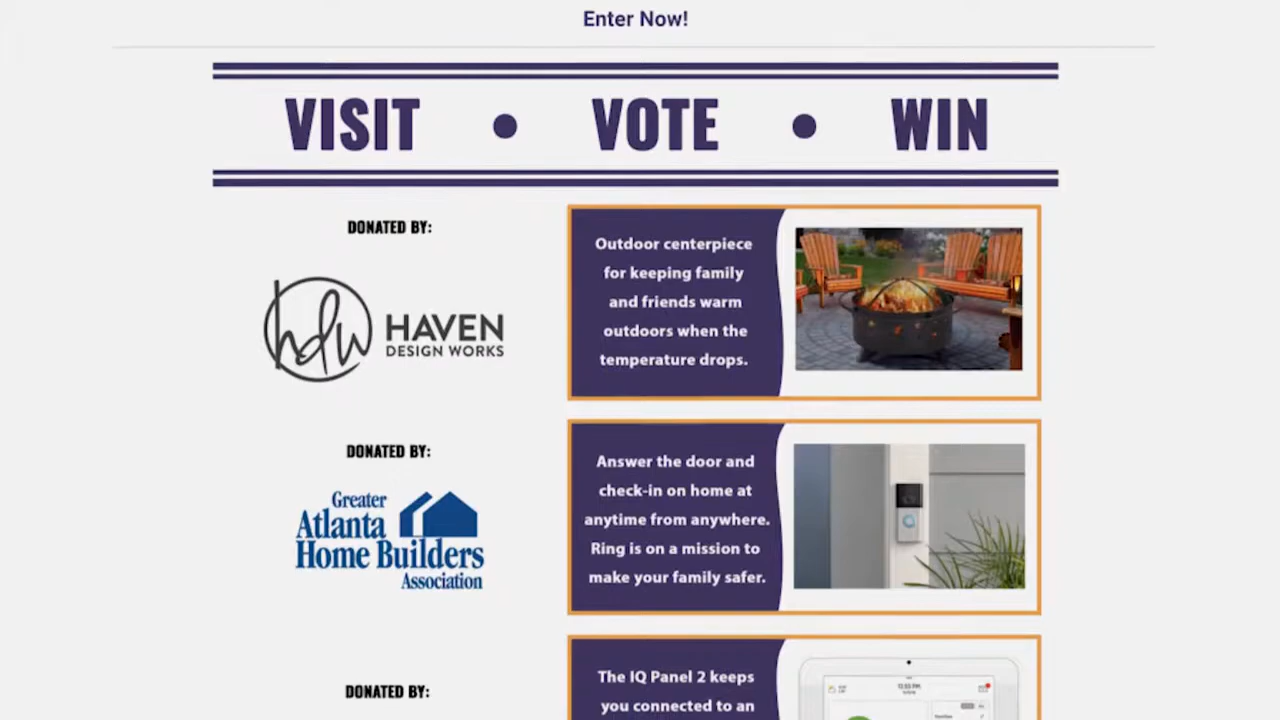 Enter Now!
VISIT • VOTE • WIN
DONATED BY:
hdw HAVEN
DESIGN WORKS
Outdoor centerpiece
for keeping family
and friends warm
outdoors when the
temperature drops.
DONATED BY:
Greater
Atlanta
Home Builders
Association
Answer the door and
check-in on home at
anytime from anywhere.
Ring is on a mission to
make your family safer.
DONATED BY:
The IQ Panel 2 keeps
you connected to an
12:55 PM